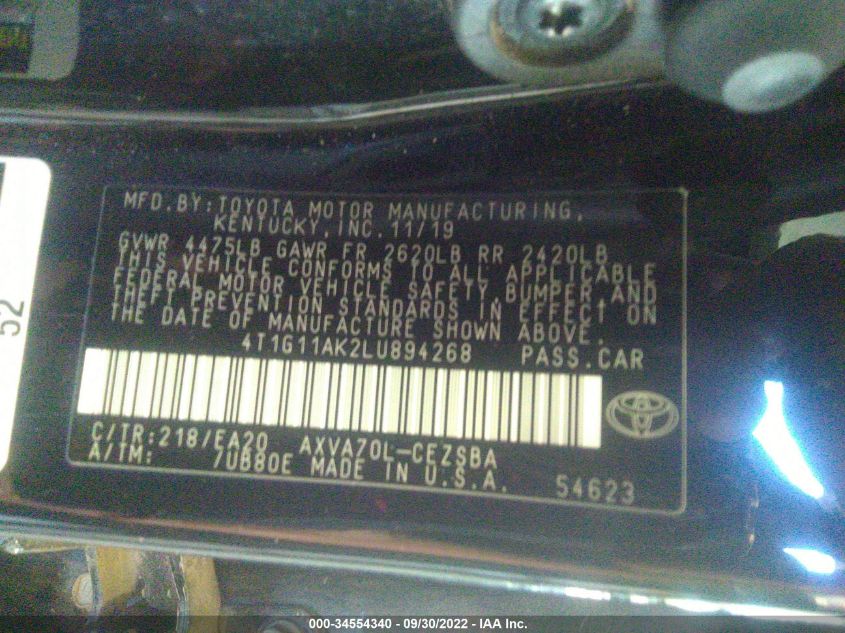 MFD.BY:TOYOTA MOTOR MANUFACTURING,
KENTUCKY,INC. 11/19
GVWR 4475LB GAWR FR 2620LB RR 2420LB
THIS VEHICLE CONFORMS TO ALL APPLICABLE
FEDERAL MOTOR VEHICLE SAFETY,BUMPER,AND
THEFT PREVENTION STANDARDS IN EFFECT ON
THE DATE OF MANUFACTURE SHOWN ABOVE.
4T1G11AK2LU894268 PASS.CAR
C/TR:218/EA20 AXVA70L-CEZSBA
A/TM: 7UB80E MADE IN U.S.A. 54623
52
000-34554340 - 09/30/2022 - IAA Inc.